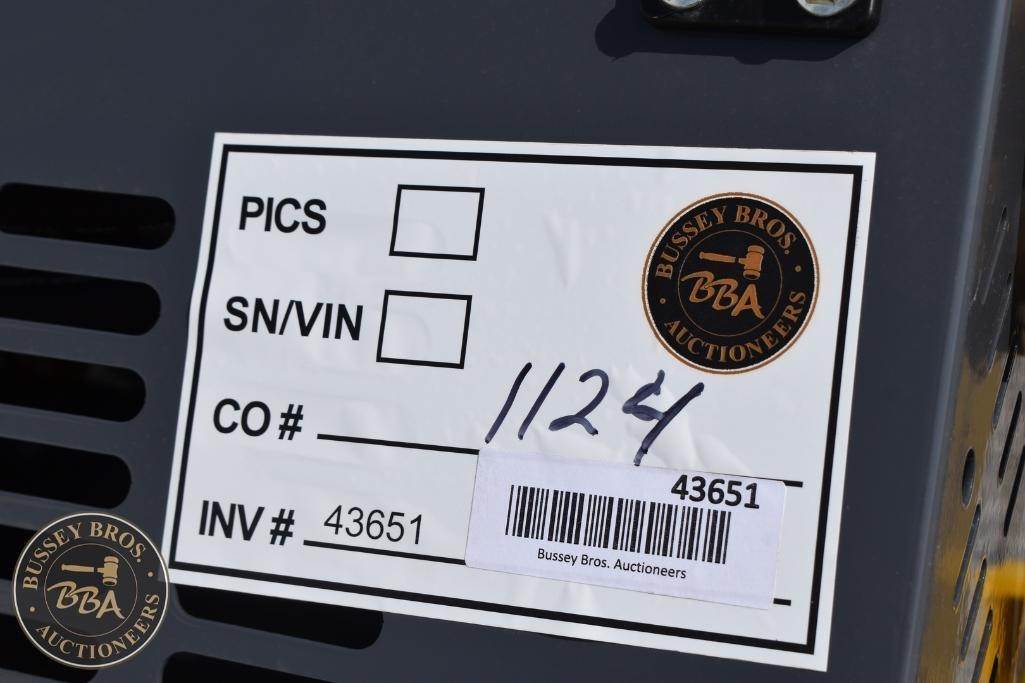 PICS
BUSSEY BROS.
BBA
AUCTIONEERS
SN/VIN
CO # 1124
43651
INV # 43651
Bussey Bros. Auctioneers
BUSSEY BROS.
BBA
AUCTIONEERS